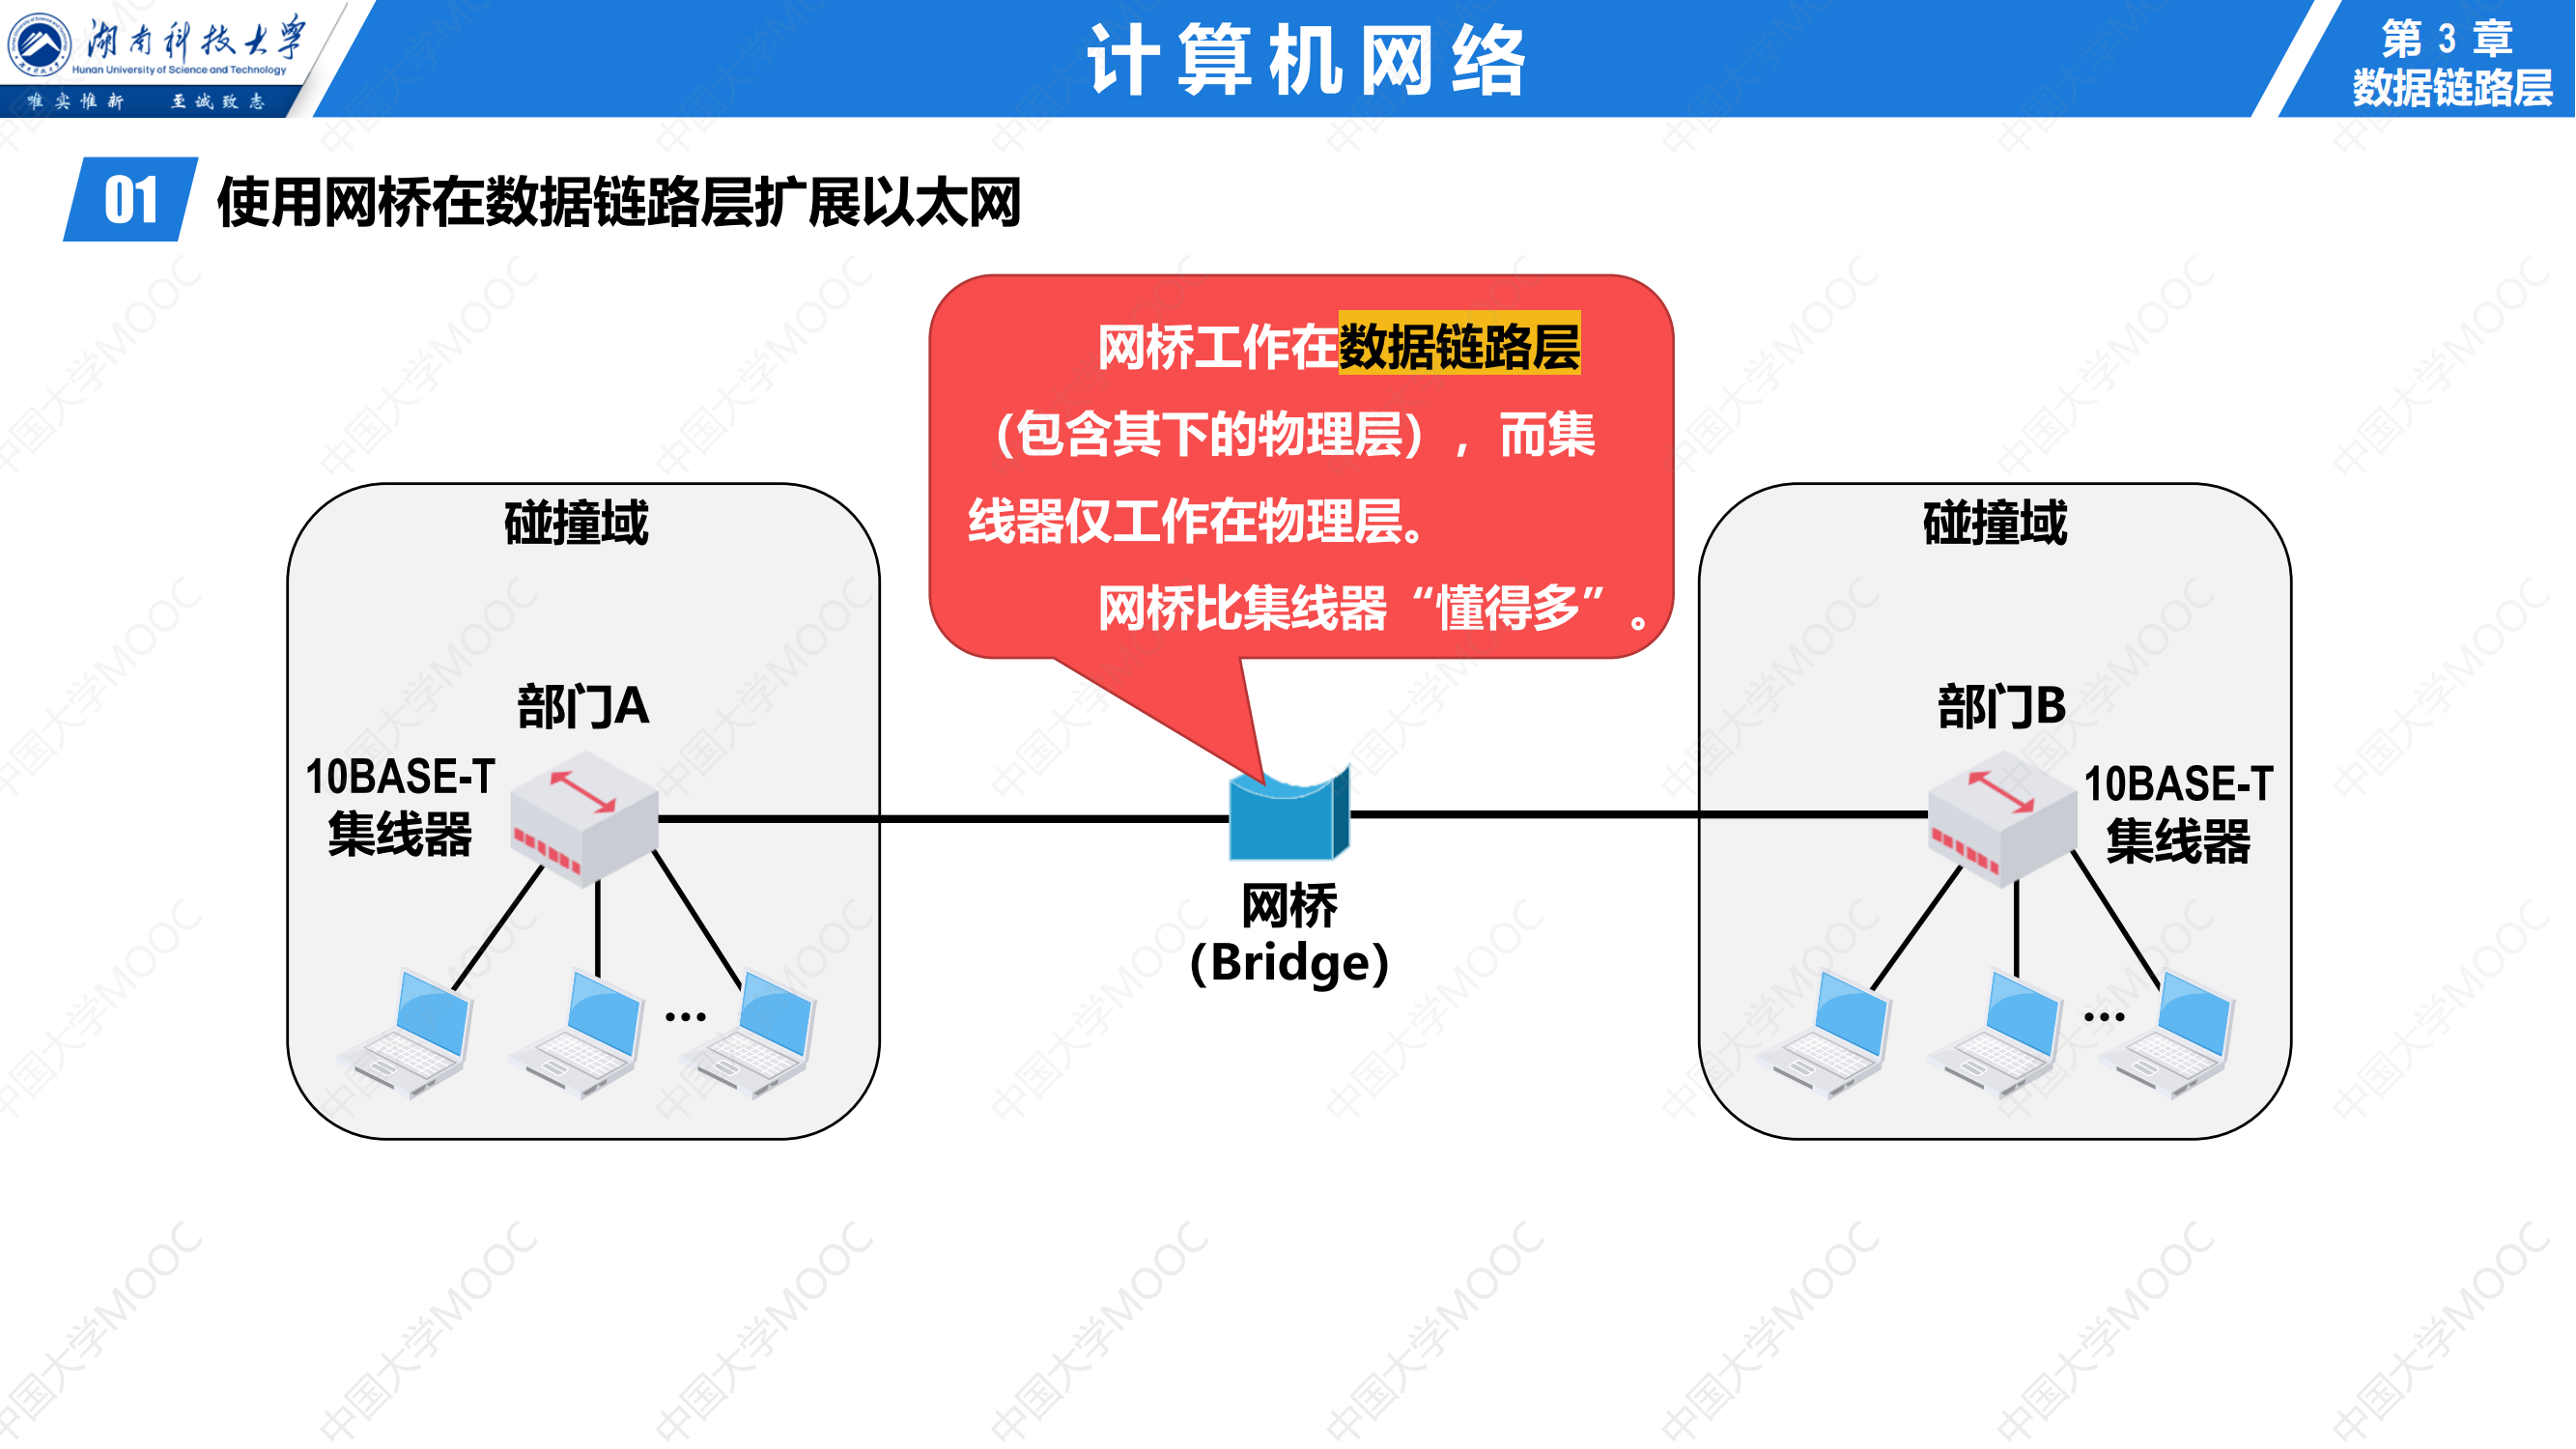 湖南科技大学
Hunan University of Science and Technology
唯实惟新 至诚致志
计算机网络
第 3 章
数据链路层
01 使用网桥在数据链路层扩展以太网
网桥工作在数据链路层
（包含其下的物理层），而集
线器仅工作在物理层。
网桥比集线器“懂得多”。
碰撞域
部门A
10BASE-T
集线器
...
网桥
(Bridge)
碰撞域
部门B
10BASE-T
集线器
...
中国大学MOOC